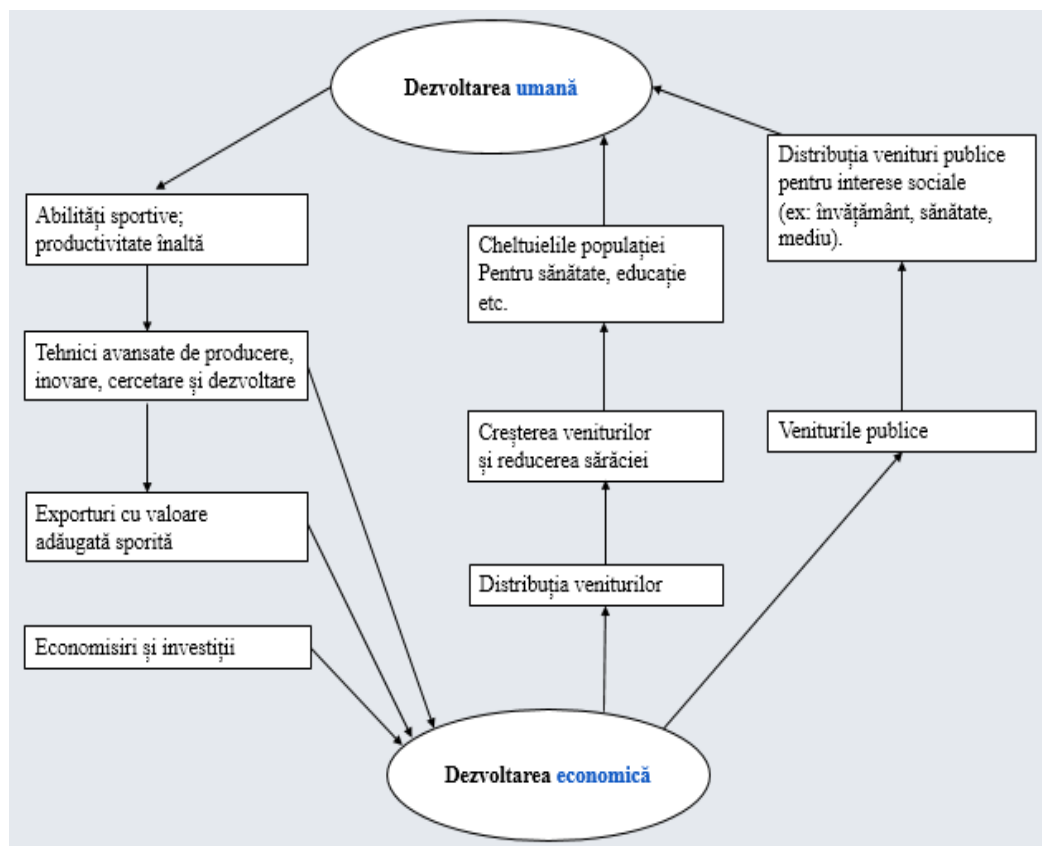 Dezvoltarea umană
Distribuția venituri publice
pentru interese sociale
(ex: învățământ, sănătate,
mediu).
Abilități sportive;
productivitate înaltă
Cheltuielile populației
Pentru sănătate, educație
etc.
Tehnici avansate de producere,
inovare, cercetare și dezvoltare
Creșterea veniturilor
și reducerea sărăciei
Veniturile publice
Exporturi cu valoare
adăugată sporită
Distribuția veniturilor
Economisiri și investiții
Dezvoltarea economică